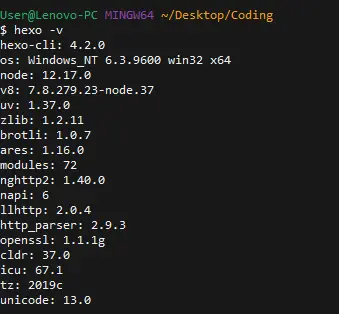 User@Lenovo-PC MINGW64 ~/Desktop/Coding
$ hexo -v
hexo-cli: 4.2.0
os: Windows_NT 6.3.9600 win32 x64
node: 12.17.0
v8: 7.8.279.23-node.37
uv: 1.37.0
zlib: 1.2.11
brotli: 1.0.7
ares: 1.16.0
modules: 72
nghttp2: 1.40.0
napi: 6
llhttp: 2.0.4
http_parser: 2.9.3
openssl: 1.1.1g
cldr: 37.0
icu: 67.1
tz: 2019c
unicode: 13.0